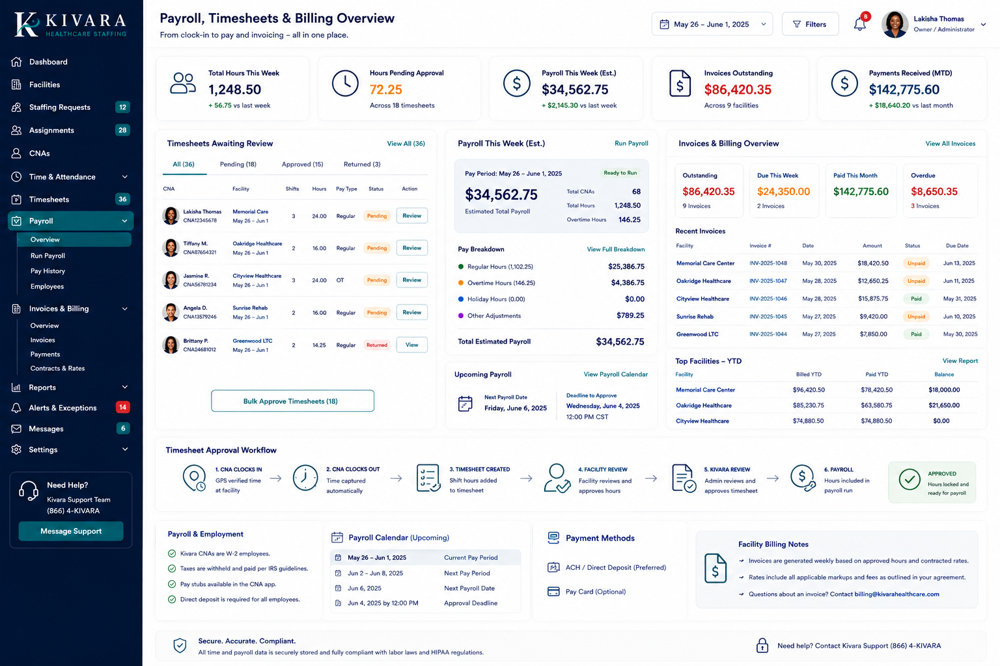 KIVARA
HEALTHCARE STAFFING
Dashboard
Facilities
Staffing Requests 12
Assignments 28
CNAs
Time & Attendance
Timesheets 36
Payroll
Overview
Run Payroll
Pay History
Employees
Invoices & Billing
Overview
Invoices
Payments
Contracts & Rates
Reports
Alerts & Exceptions 14
Messages 6
Settings
Need Help?
Kivara Support Team
(866) 4-KIVARA
Message Support
Payroll, Timesheets & Billing Overview
From clock-in to pay and invoicing – all in one place.
May 26 – June 1, 2025
Filters
8
Lakisha Thomas
Owner / Administrator
Total Hours This Week
1,248.50
+ 56.75 vs last week
Hours Pending Approval
72.25
Across 18 timesheets
Payroll This Week (Est.)
$34,562.75
+ $2,145.30 vs last week
Invoices Outstanding
$86,420.35
Across 9 facilities
Payments Received (MTD)
$142,775.60
+ $18,640.20 vs last month
Timesheets Awaiting Review View All (36)
All (36) Pending (18) Approved (15) Returned (3)
CNA Facility Shifts Hours Pay Type Status Action
Lakisha Thomas Memorial Care 3 24.00 Regular Pending Review
CNA12345678 May 26 – Jun 1
Tiffany M. Oakridge Healthcare 2 16.00 Regular Pending Review
CNA87654321 May 26 – Jun 1
Jasmine R. Cityview Healthcare 3 24.00 OT Pending Review
CNA56781234 May 26 – Jun 1
Angela D. Sunrise Rehab 2 16.00 Regular Pending Review
CNA13579246 May 26 – Jun 1
Brittany P. Greenwood LTC 2 14.25 Regular Returned View
CNA24681012 May 26 – Jun 1
Bulk Approve Timesheets (18)
Payroll This Week (Est.) Run Payroll
Pay Period: May 26 – June 1, 2025 Ready to Run
$34,562.75
Estimated Total Payroll
Total CNAs 68
Total Hours 1,248.50
Overtime Hours 146.25
Pay Breakdown View Full Breakdown
Regular Hours (1,102.25) $25,386.75
Overtime Hours (146.25) $4,386.75
Holiday Hours (0.00) $0.00
Other Adjustments $789.25
Total Estimated Payroll $34,562.75
Upcoming Payroll View Payroll Calendar
Next Payroll Date
Friday, June 6, 2025
Deadline to Approve
Wednesday, June 4, 2025
12:00 PM CST
Invoices & Billing Overview View All Invoices
Outstanding
$86,420.35
9 Invoices
Due This Week
$24,350.00
2 Invoices
Paid This Month
$142,775.60
Overdue
$8,650.35
3 Invoices
Recent Invoices
Facility Invoice # Date Amount Status Due Date
Memorial Care Center INV-2025-1048 May 30, 2025 $18,420.50 Unpaid Jun 13, 2025
Oakridge Healthcare INV-2025-1047 May 28, 2025 $12,650.25 Unpaid Jun 11, 2025
Cityview Healthcare INV-2025-1046 May 28, 2025 $15,875.75 Paid May 31, 2025
Sunrise Rehab INV-2025-1045 May 27, 2025 $9,420.00 Unpaid Jun 10, 2025
Greenwood LTC INV-2025-1044 May 27, 2025 $7,850.00 Paid May 30, 2025
Top Facilities – YTD View Report
Facility Billed YTD Paid YTD Balance
Memorial Care Center $96,420.50 $78,420.50 $18,000.00
Oakridge Healthcare $85,230.75 $63,580.75 $21,650.00
Cityview Healthcare $74,880.50 $74,880.50 $0.00
Timesheet Approval Workflow
1. CNA CLOCKS IN
GPS verified time
at facility
2. CNA CLOCKS OUT
Time captured
automatically
3. TIMESHEET CREATED
Shift hours added
to timesheet
4. FACILITY REVIEW
Facility reviews and
approves hours
5. KIVARA REVIEW
Admin reviews and
approves timesheet
6. PAYROLL
Hours included in
payroll run
APPROVED
Hours locked and
ready for payroll
Payroll & Employment
Kivara CNAs are W-2 employees.
Taxes are withheld and paid per IRS guidelines.
Pay stubs available in the CNA app.
Direct deposit is required for all employees.
Payroll Calendar (Upcoming)
May 26 – Jun 1, 2025 Current Pay Period
Jun 2 – Jun 8, 2025 Next Pay Period
Jun 6, 2025 Next Payroll Date
Jun 4, 2025 by 12:00 PM Approval Deadline
Payment Methods
ACH / Direct Deposit (Preferred)
Pay Card (Optional)
Facility Billing Notes
Invoices are generated weekly based on approved hours and contracted rates.
Rates include all applicable markups and fees as outlined in your agreement.
Questions about an invoice? Contact billing@kivarahealthcare.com
Secure. Accurate. Compliant.
All time and payroll data is securely stored and fully compliant with labor laws and HIPAA regulations.
Need help? Contact Kivara Support (866) 4-KIVARA